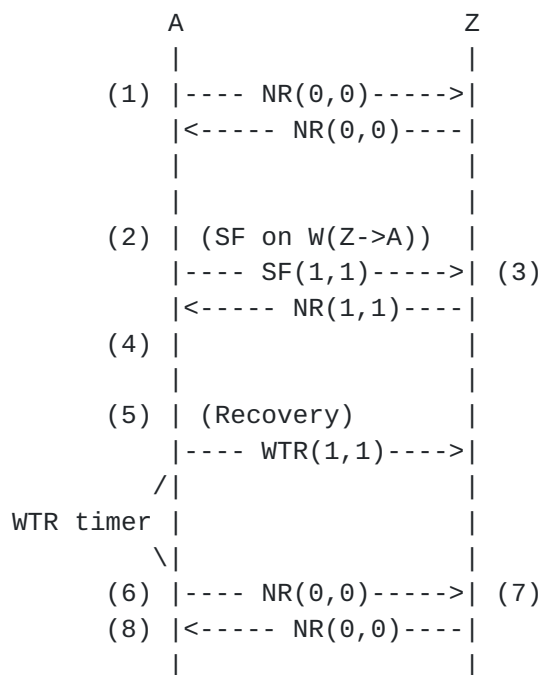 A                  Z
                |                  |
            (1) |---- NR(0,0)----->|
                |<----- NR(0,0)----|
                |                  |
                |                  |
            (2) | (SF on W(Z->A))  |
                |---- SF(1,1)----->| (3)
                |<----- NR(1,1)----|
            (4) |                  |
                |                  |
            (5) | (Recovery)       |
                |---- WTR(1,1)---->|
               /|                  |
      WTR timer |                  |
               \|                  |
            (6) |---- NR(0,0)----->| (7)
            (8) |<----- NR(0,0)----|
                |                  |